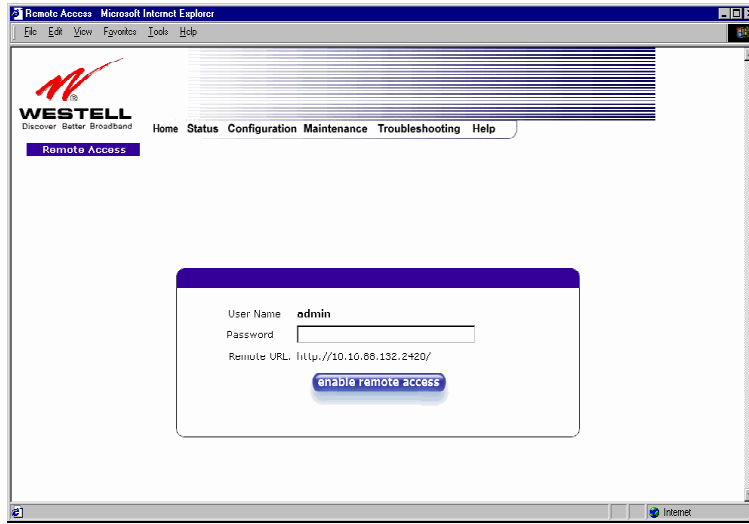 Remote Access Microsoft Internet Explorer
File Edit View Favorites Tools Help
WESTELL
Discover Better Broadband
Home Status Configuration Maintenance Troubleshooting Help
Remote Access
User Name admin
Password
Remote URL. http://10.16.88.132.2420/
enable remote access
Internet